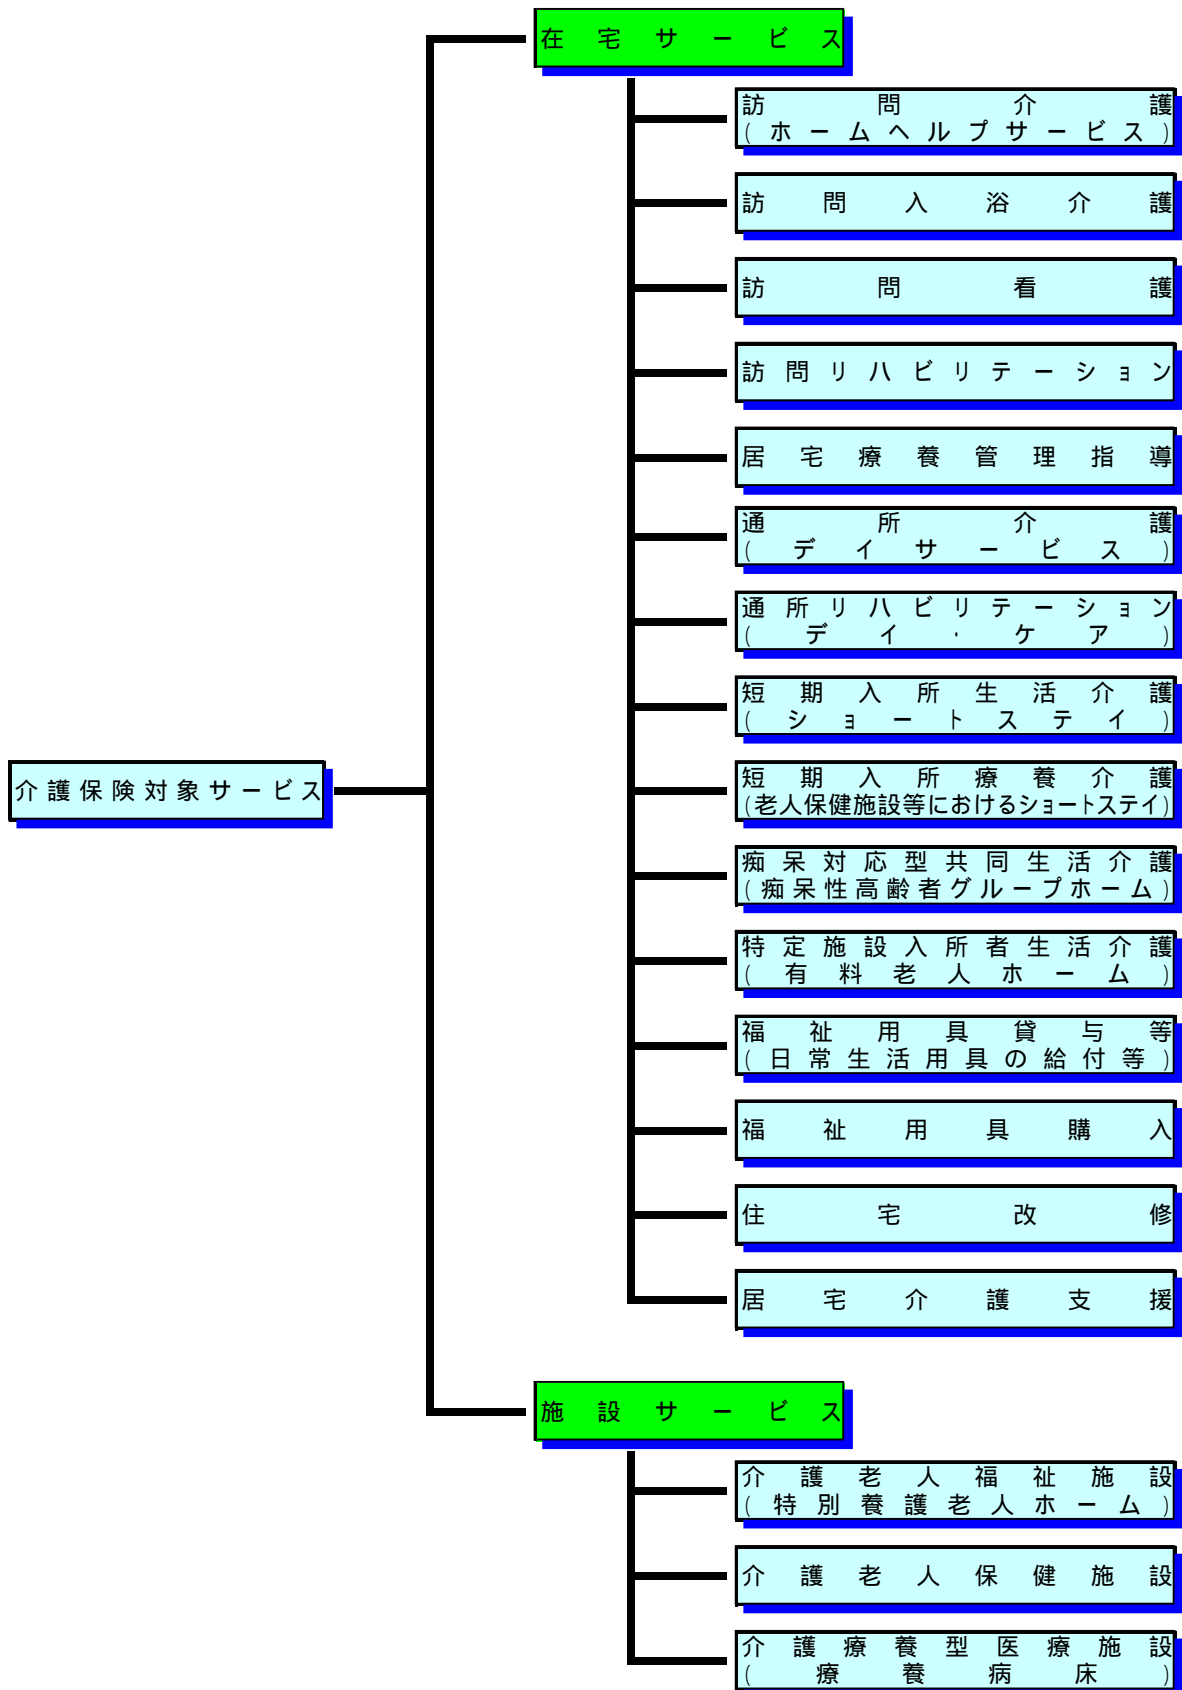 在宅サービス
訪問介護
(ホームヘルプサービス)
訪問入浴介護
訪問看護
訪問リハビリテーション
居宅療養管理指導
通所介護
(デイサービス)
通所リハビリテーション
(デイ・ケア)
短期入所生活介護
(ショートステイ)
介護保険対象サービス
短期入所療養介護
(老人保健施設等におけるショートステイ)
痴呆対応型共同生活介護
(痴呆性高齢者グループホーム)
特定施設入所者生活介護
(有料老人ホーム)
福祉用具貸与等
(日常生活用具の給付等)
福祉用具購入
住宅改修
居宅介護支援
施設サービス
介護老人福祉施設
(特別養護老人ホーム)
介護老人保健施設
介護療養型医療施設
(療養病床)